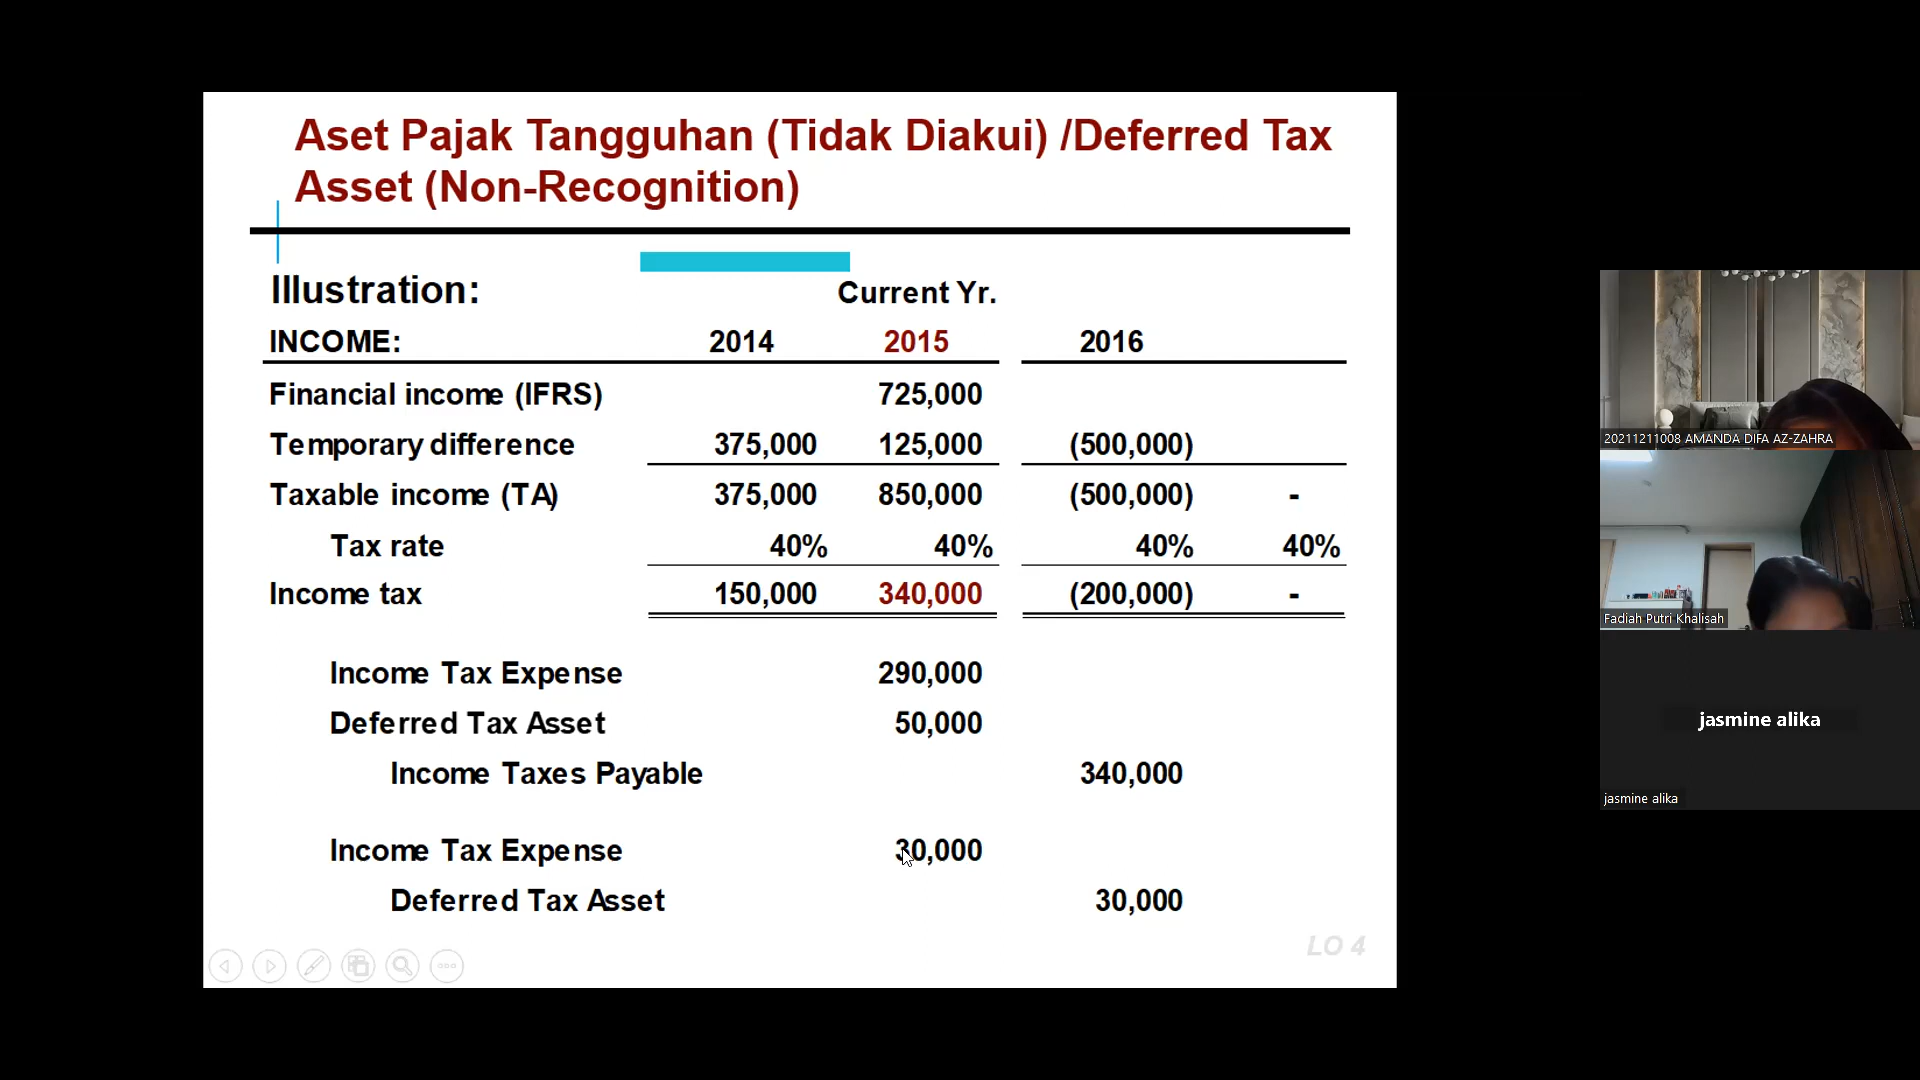 Aset Pajak Tangguhan (Tidak Diakui) /Deferred Tax
Asset (Non-Recognition)
Illustration:
Current Yr.
INCOME: 2014 2015 2016
Financial income (IFRS) 725,000
Temporary difference 375,000 125,000 (500,000)
Taxable income (TA) 375,000 850,000 (500,000) -
Tax rate 40% 40% 40% 40%
Income tax 150,000 340,000 (200,000) -
Income Tax Expense 290,000
Deferred Tax Asset 50,000
Income Taxes Payable 340,000
Income Tax Expense 30,000
Deferred Tax Asset 30,000
LO 4
20211211008 AMANDA DIFA AZ-ZAHRA
Fadiah Putri Khalisah
jasmine alika
jasmine alika